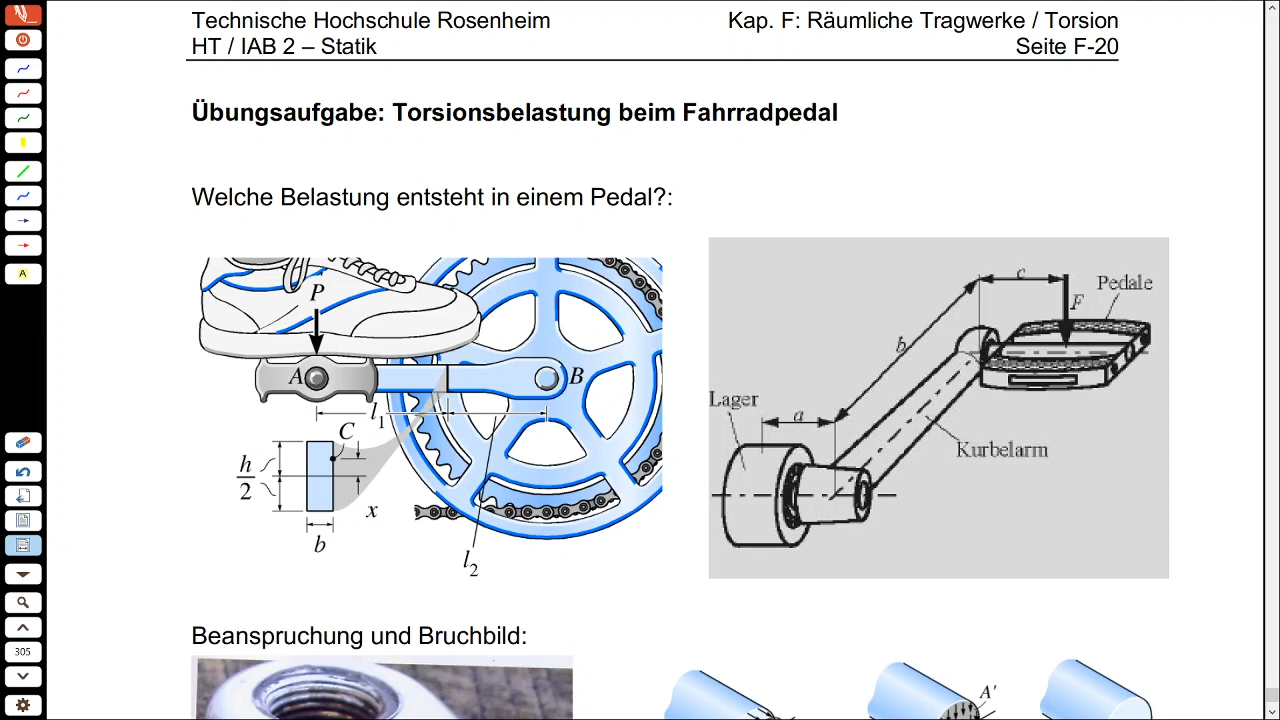 Technische Hochschule Rosenheim
Kap. F: Räumliche Tragwerke / Torsion
HT / IAB 2 – Statik
Seite F-20
Übungsaufgabe: Torsionsbelastung beim Fahrradpedal
Welche Belastung entsteht in einem Pedal?:
P
A
B
l1
C
h
2
x
b
l2
c
Pedale
F
b
Lager
a
Kurbelarm
Beanspruchung und Bruchbild:
A'
A
305